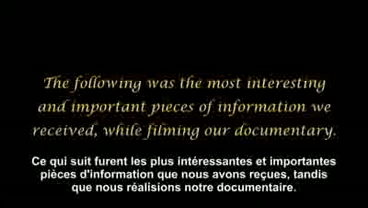 The following was the most interesting
and important pieces of information we
received, while filming our documentary.
Ce qui suit furent les plus intéressantes et importantes
pièces d'information que nous avons reçues, tandis
que nous réalisions notre documentaire.